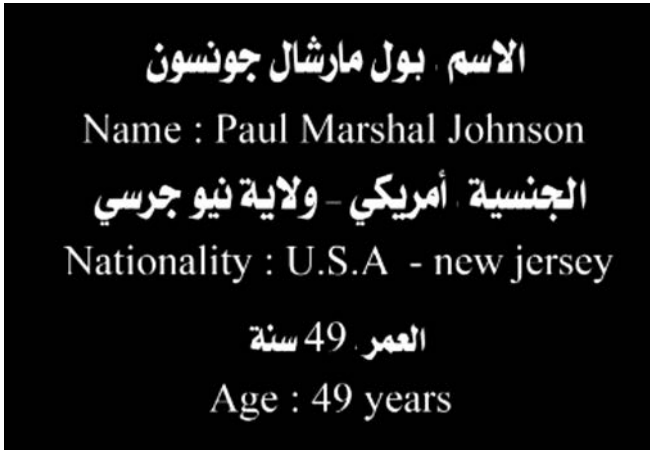 الاسم : بول مارشال جونسون
Name : Paul Marshal Johnson
الجنسية : أمريكي - ولاية نيو جرسي
Nationality : U.S.A - new jersey
العمر : 49 سنة
Age : 49 years